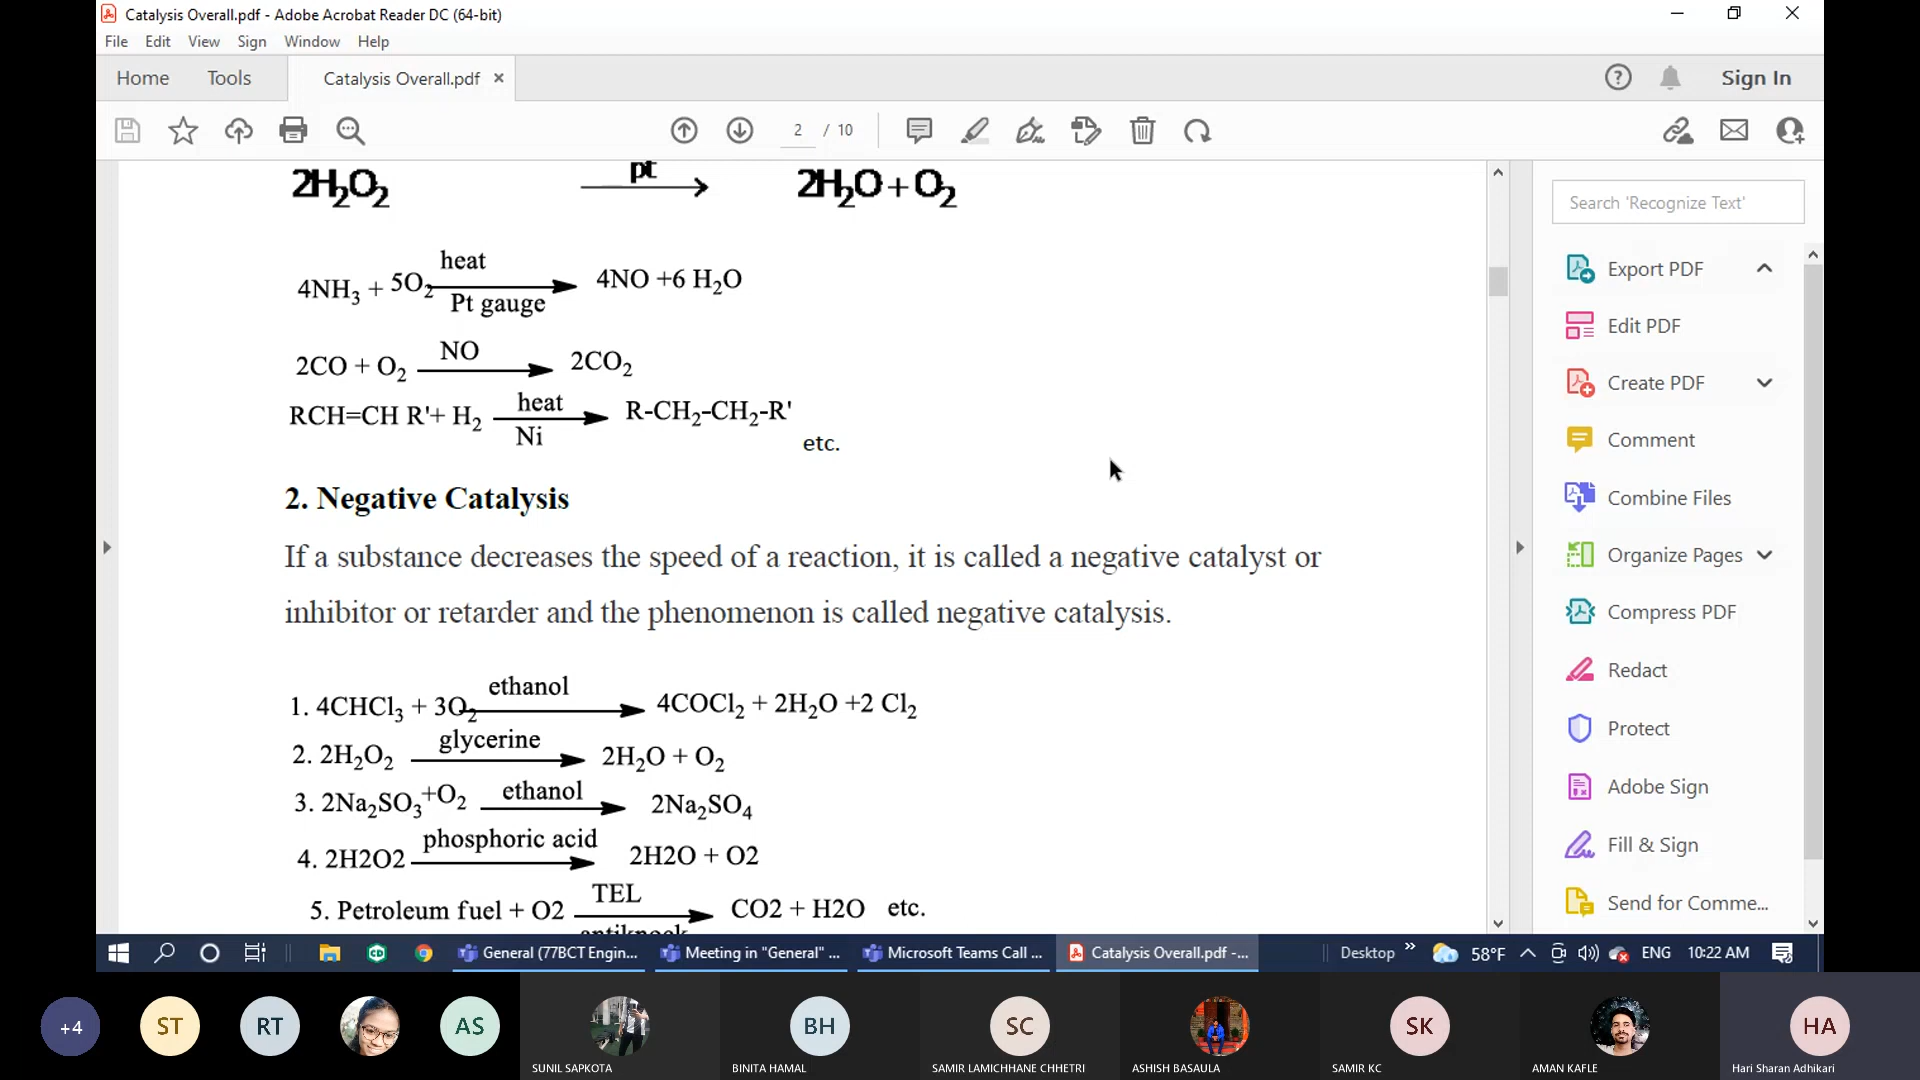 Catalysis Overall.pdf - Adobe Acrobat Reader DC (64-bit)
File Edit View Sign Window Help
Home Tools Catalysis Overall.pdf × Sign In
2 / 10
2H₂O₂ pt 2H₂O + O₂
heat
4NH₃ + 5O₂ 4NO +6 H₂O
Pt gauge
NO
2CO + O₂ 2CO₂
heat
RCH=CH R'+ H₂ R-CH₂-CH₂-R'
Ni
etc.
2. Negative Catalysis
If a substance decreases the speed of a reaction, it is called a negative catalyst or
inhibitor or retarder and the phenomenon is called negative catalysis.
ethanol
1. 4CHCl₃ + 3O₂ 4COCl₂ + 2H₂O +2 Cl₂
glycerine
2. 2H₂O₂ 2H₂O + O₂
ethanol
3. 2Na₂SO₃+O₂ 2Na₂SO₄
phosphoric acid
4. 2H2O2 2H2O + O2
TEL
5. Petroleum fuel + O2 CO2 + H2O etc.
antiknock
Search 'Recognize Text'
Export PDF
Edit PDF
Create PDF
Comment
Combine Files
Organize Pages
Compress PDF
Redact
Protect
Adobe Sign
Fill & Sign
Send for Comme...
General (77BCT Engin... Meeting in "General" ... Microsoft Teams Call ... Catalysis Overall.pdf -... Desktop » 58°F ENG 10:22 AM
+4 ST RT AS BH SC SK HA
SUNIL SAPKOTA BINITA HAMAL SAMIR LAMICHHANE CHHETRI ASHISH BASAULA SAMIR KC AMAN KAFLE Hari Sharan Adhikari